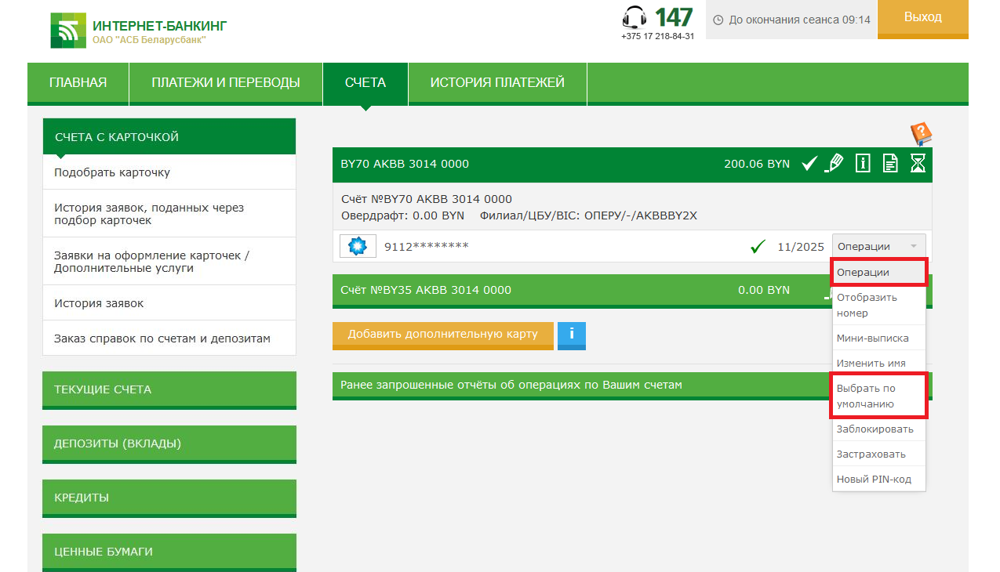 ИНТЕРНЕТ-БАНКИНГ
ОАО "АСБ Беларусбанк"
147
+375 17 218-84-31
До окончания сеанса 09:14
Выход
ГЛАВНАЯ
ПЛАТЕЖИ И ПЕРЕВОДЫ
СЧЕТА
ИСТОРИЯ ПЛАТЕЖЕЙ
СЧЕТА С КАРТОЧКОЙ
Подобрать карточку
История заявок, поданных через
подбор карточек
Заявки на оформление карточек /
Дополнительные услуги
История заявок
Заказ справок по счетам и депозитам
ТЕКУЩИЕ СЧЕТА
ДЕПОЗИТЫ (ВКЛАДЫ)
КРЕДИТЫ
ЦЕННЫЕ БУМАГИ
BY70 AKBB 3014 0000
200.06 BYN
Счёт №BY70 AKBB 3014 0000
Овердрафт: 0.00 BYN Филиал/ЦБУ/BIC: ОПЕРУ/-/AKBBBY2X
9112********
11/2025
Операции
Счёт №BY35 AKBB 3014 0000
0.00 BYN
Добавить дополнительную карту
i
Ранее запрошенные отчёты об операциях по Вашим счетам
Операции
Отобразить
номер
Мини-выписка
Изменить имя
Выбрать по
умолчанию
Заблокировать
Застраховать
Новый PIN-код